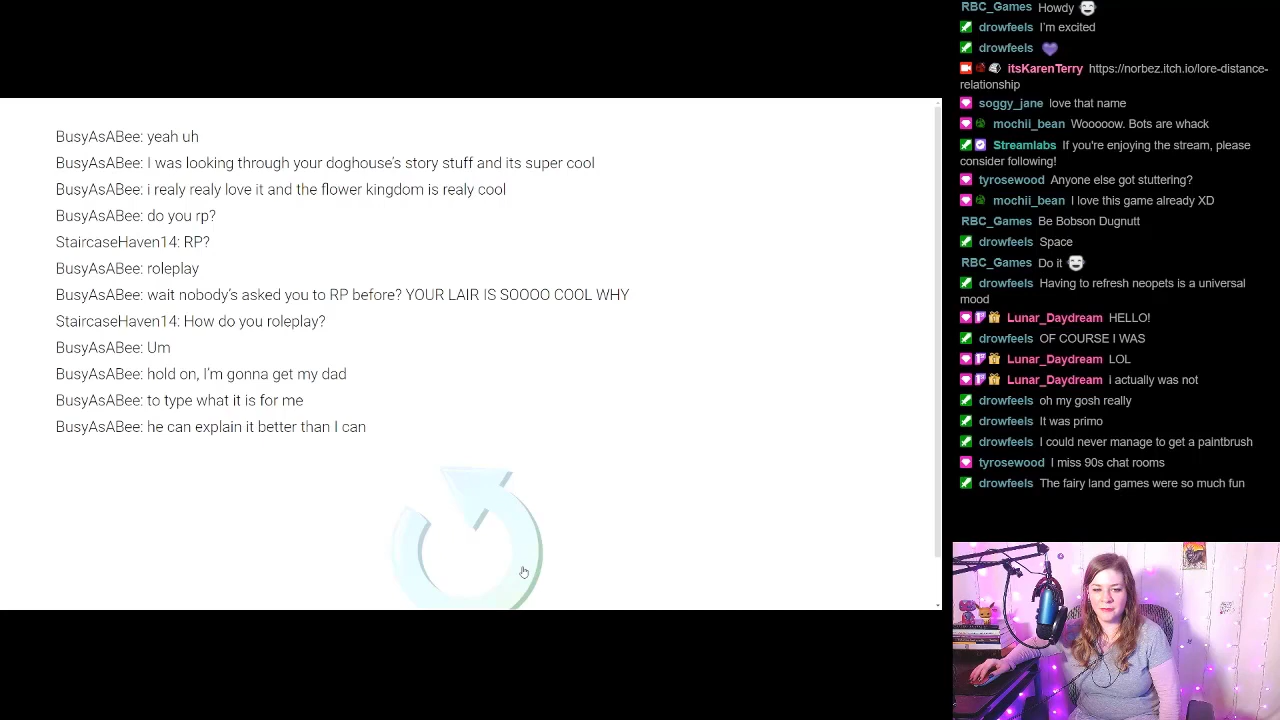 BusyAsABee: yeah uh
BusyAsABee: I was looking through your doghouse's story stuff and its super cool
BusyAsABee: i realy realy love it and the flower kingdom is realy cool
BusyAsABee: do you rp?
StaircaseHaven14: RP?
BusyAsABee: roleplay
BusyAsABee: wait nobody's asked you to RP before? YOUR LAIR IS SOOOO COOL WHY
StaircaseHaven14: How do you roleplay?
BusyAsABee: Um
BusyAsABee: hold on, I'm gonna get my dad
BusyAsABee: to type what it is for me
BusyAsABee: he can explain it better than I can
RBC_Games Howdy
drowfeels I'm excited
drowfeels
itsKarenTerry https://norbez.itch.io/lore-distance-
relationship
soggy_jane love that name
mochii_bean Wooooow. Bots are whack
Streamlabs If you're enjoying the stream, please
consider following!
tyrosewood Anyone else got stuttering?
mochii_bean I love this game already XD
RBC_Games Be Bobson Dugnutt
drowfeels Space
RBC_Games Do it
drowfeels Having to refresh neopets is a universal
mood
Lunar_Daydream HELLO!
drowfeels OF COURSE I WAS
Lunar_Daydream LOL
Lunar_Daydream i actually was not
drowfeels oh my gosh really
drowfeels It was primo
drowfeels I could never manage to get a paintbrush
tyrosewood I miss 90s chat rooms
drowfeels The fairy land games were so much fun